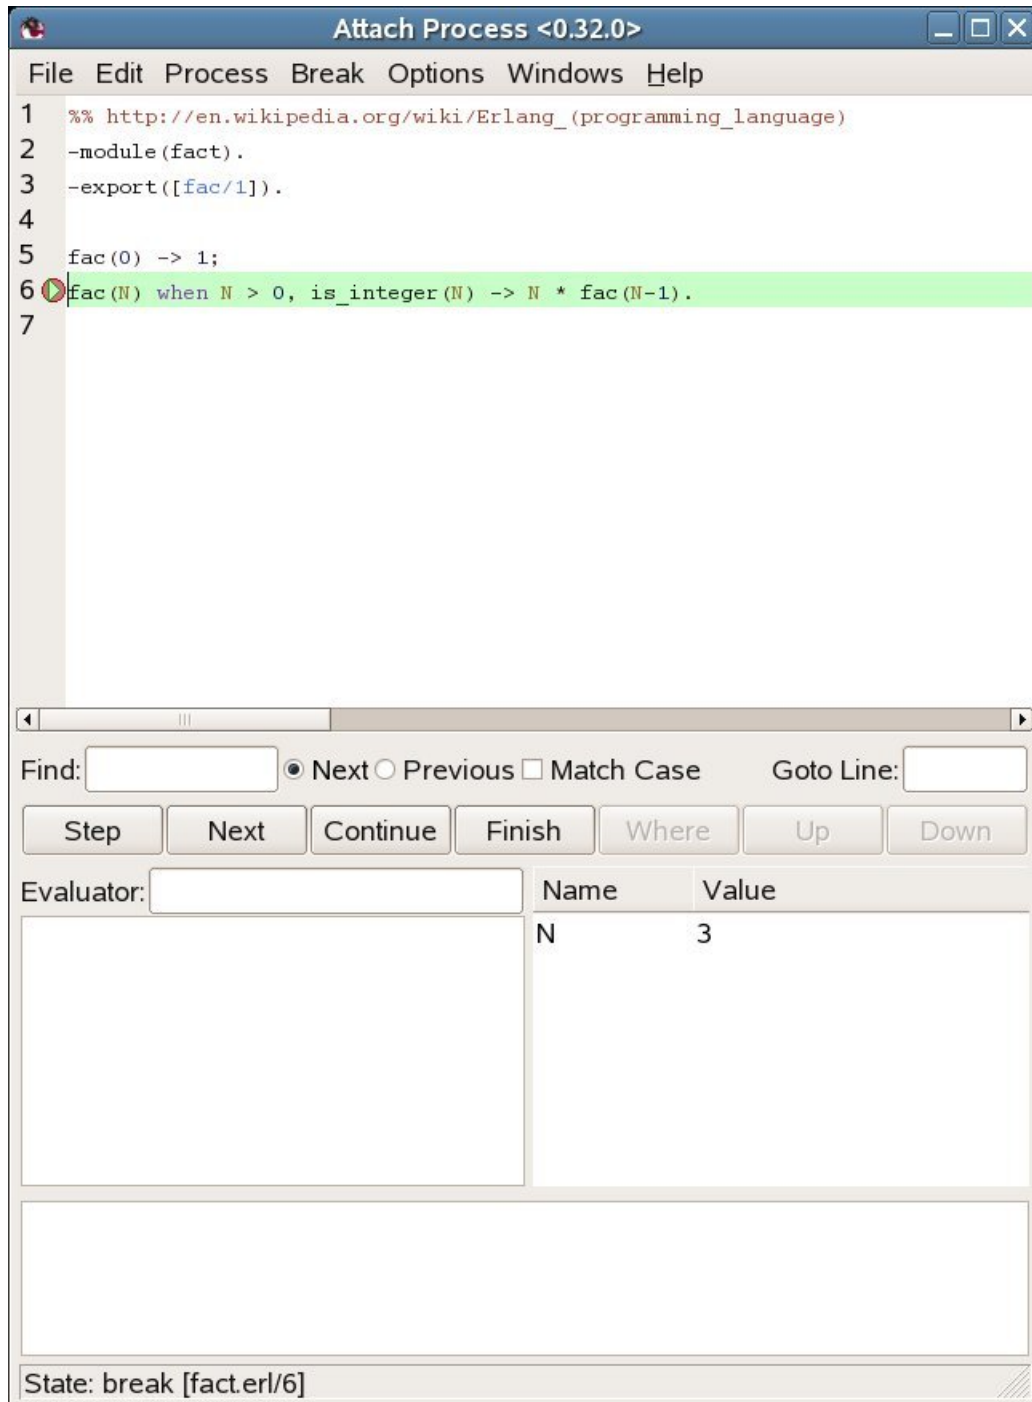 Attach Process <0.32.0>
File Edit Process Break Options Windows Help
1 %% http://en.wikipedia.org/wiki/Erlang_(programming_language)
2 -module(fact).
3 -export([fac/1]).
4
5 fac(0) -> 1;
6 fac(N) when N > 0, is_integer(N) -> N * fac(N-1).
7
Find: Next Previous Match Case Goto Line:
Step Next Continue Finish Where Up Down
Evaluator: Name Value
N 3
State: break [fact.erl/6]